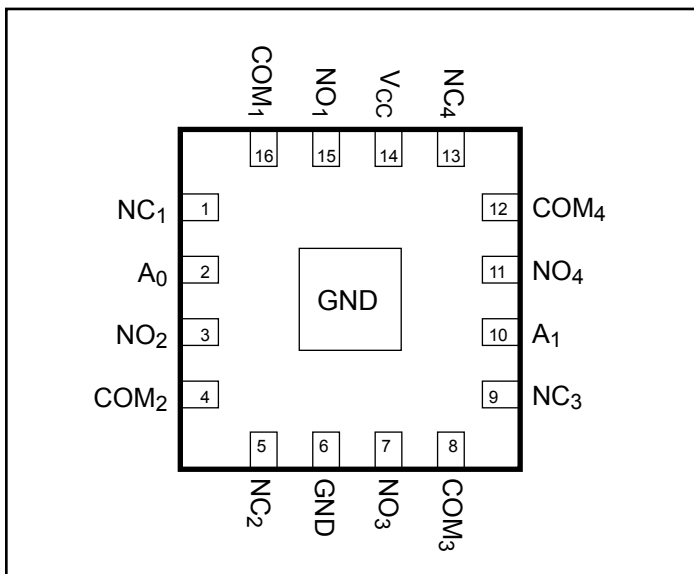 COM1
NO1
VCC
NC4
16
15
14
13
NC1
1
12
COM4
A0
2
11
NO4
GND
NO2
3
10
A1
COM2
4
9
NC3
5
6
7
8
NC2
GND
NO3
COM3